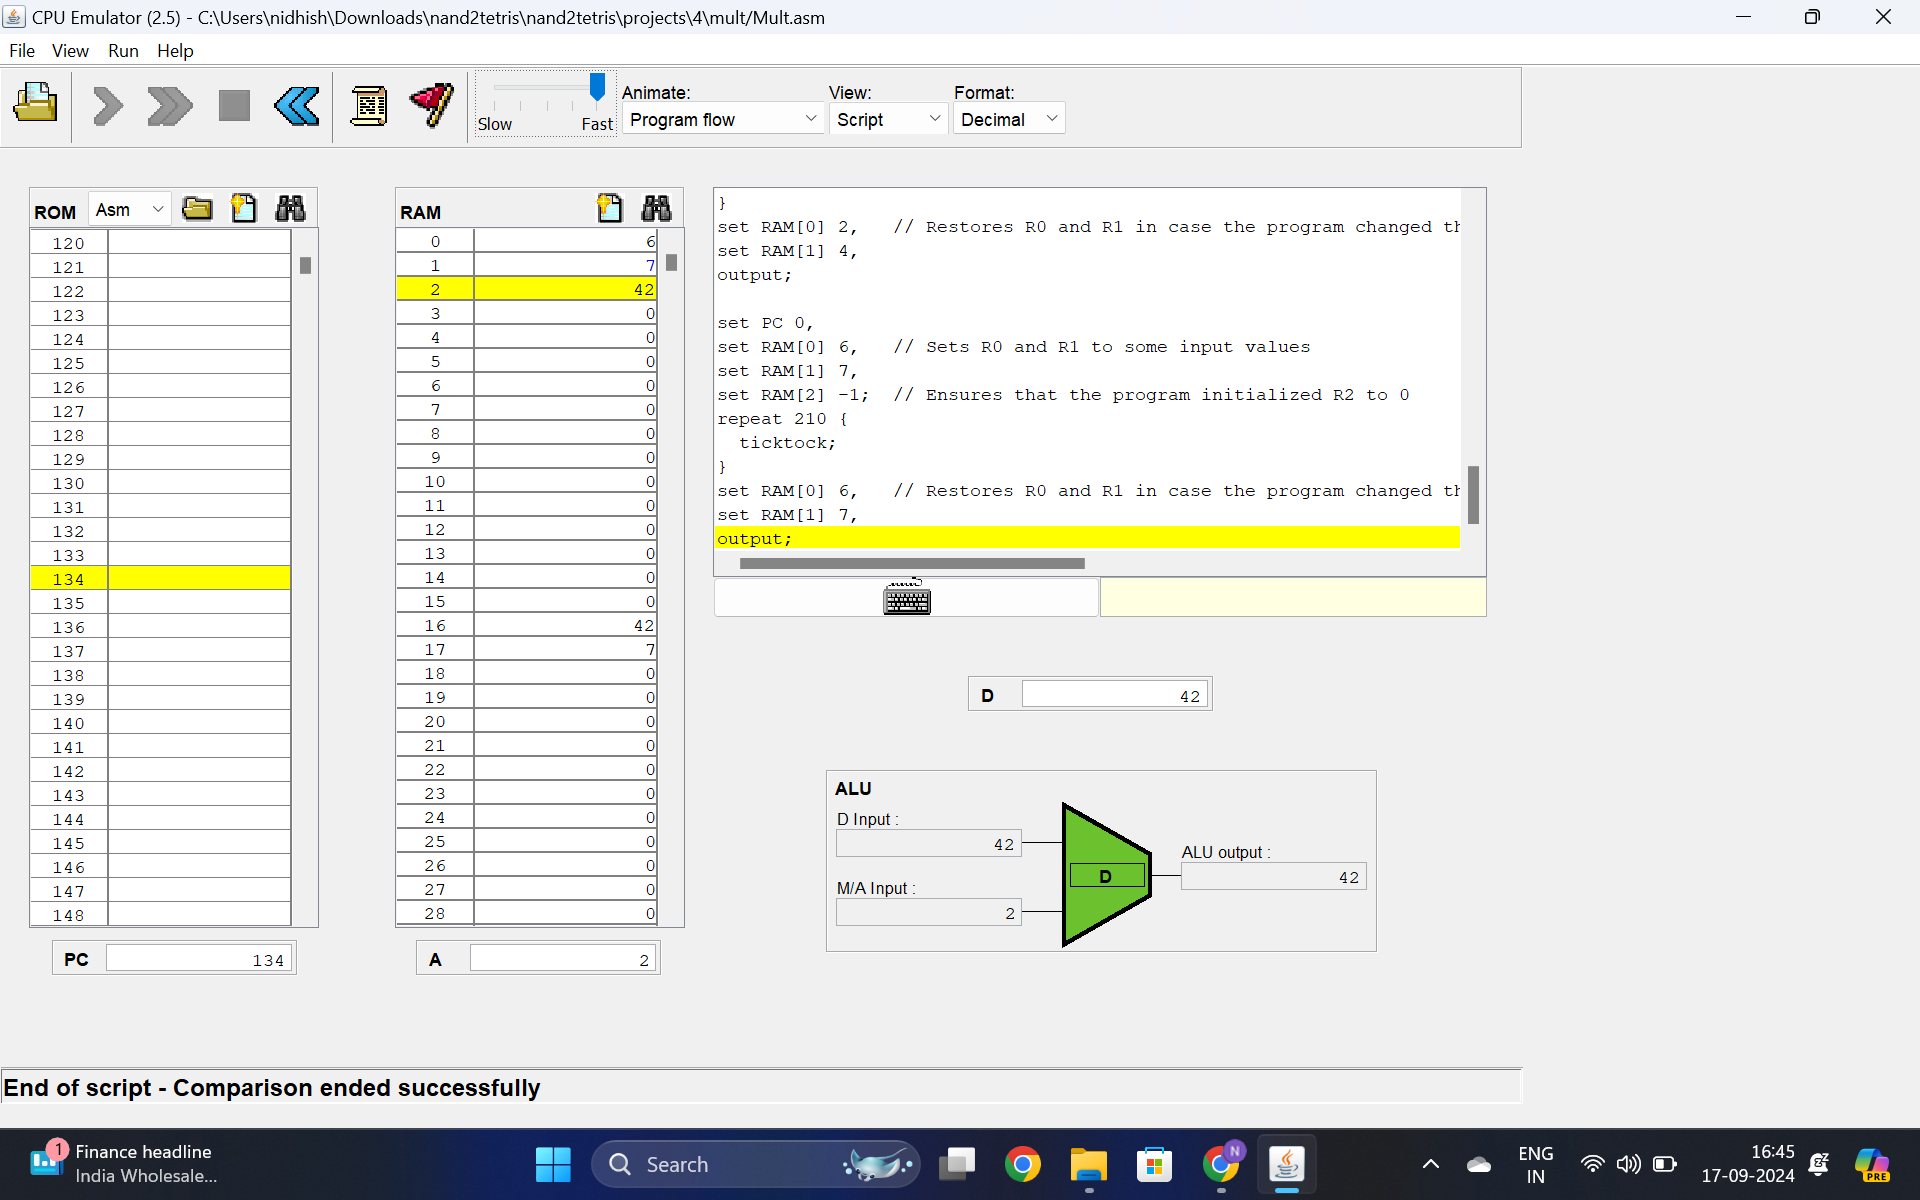 CPU Emulator (2.5) - C:\Users\nidhish\Downloads\nand2tetris\nand2tetris\projects\4\mult/Mult.asm
File View Run Help
Slow Fast
Animate:
Program flow
View:
Script
Format:
Decimal
ROM Asm
120
121
122
123
124
125
126
127
128
129
130
131
132
133
134
135
136
137
138
139
140
141
142
143
144
145
146
147
148
PC 134
RAM
0 6
1 7
2 42
3 0
4 0
5 0
6 0
7 0
8 0
9 0
10 0
11 0
12 0
13 0
14 0
15 0
16 42
17 7
18 0
19 0
20 0
21 0
22 0
23 0
24 0
25 0
26 0
27 0
28 0
A 2
}
set RAM[0] 2,   // Restores R0 and R1 in case the program changed th
set RAM[1] 4,
output;
set PC 0,
set RAM[0] 6,   // Sets R0 and R1 to some input values
set RAM[1] 7,
set RAM[2] -1;  // Ensures that the program initialized R2 to 0
repeat 210 {
  ticktock;
}
set RAM[0] 6,   // Restores R0 and R1 in case the program changed th
set RAM[1] 7,
output;
D 42
ALU
D Input :
42
M/A Input :
2
D
ALU output :
42
End of script - Comparison ended successfully
1
Finance headline
India Wholesale...
Search
N
ENG
IN
16:45
17-09-2024
PRE